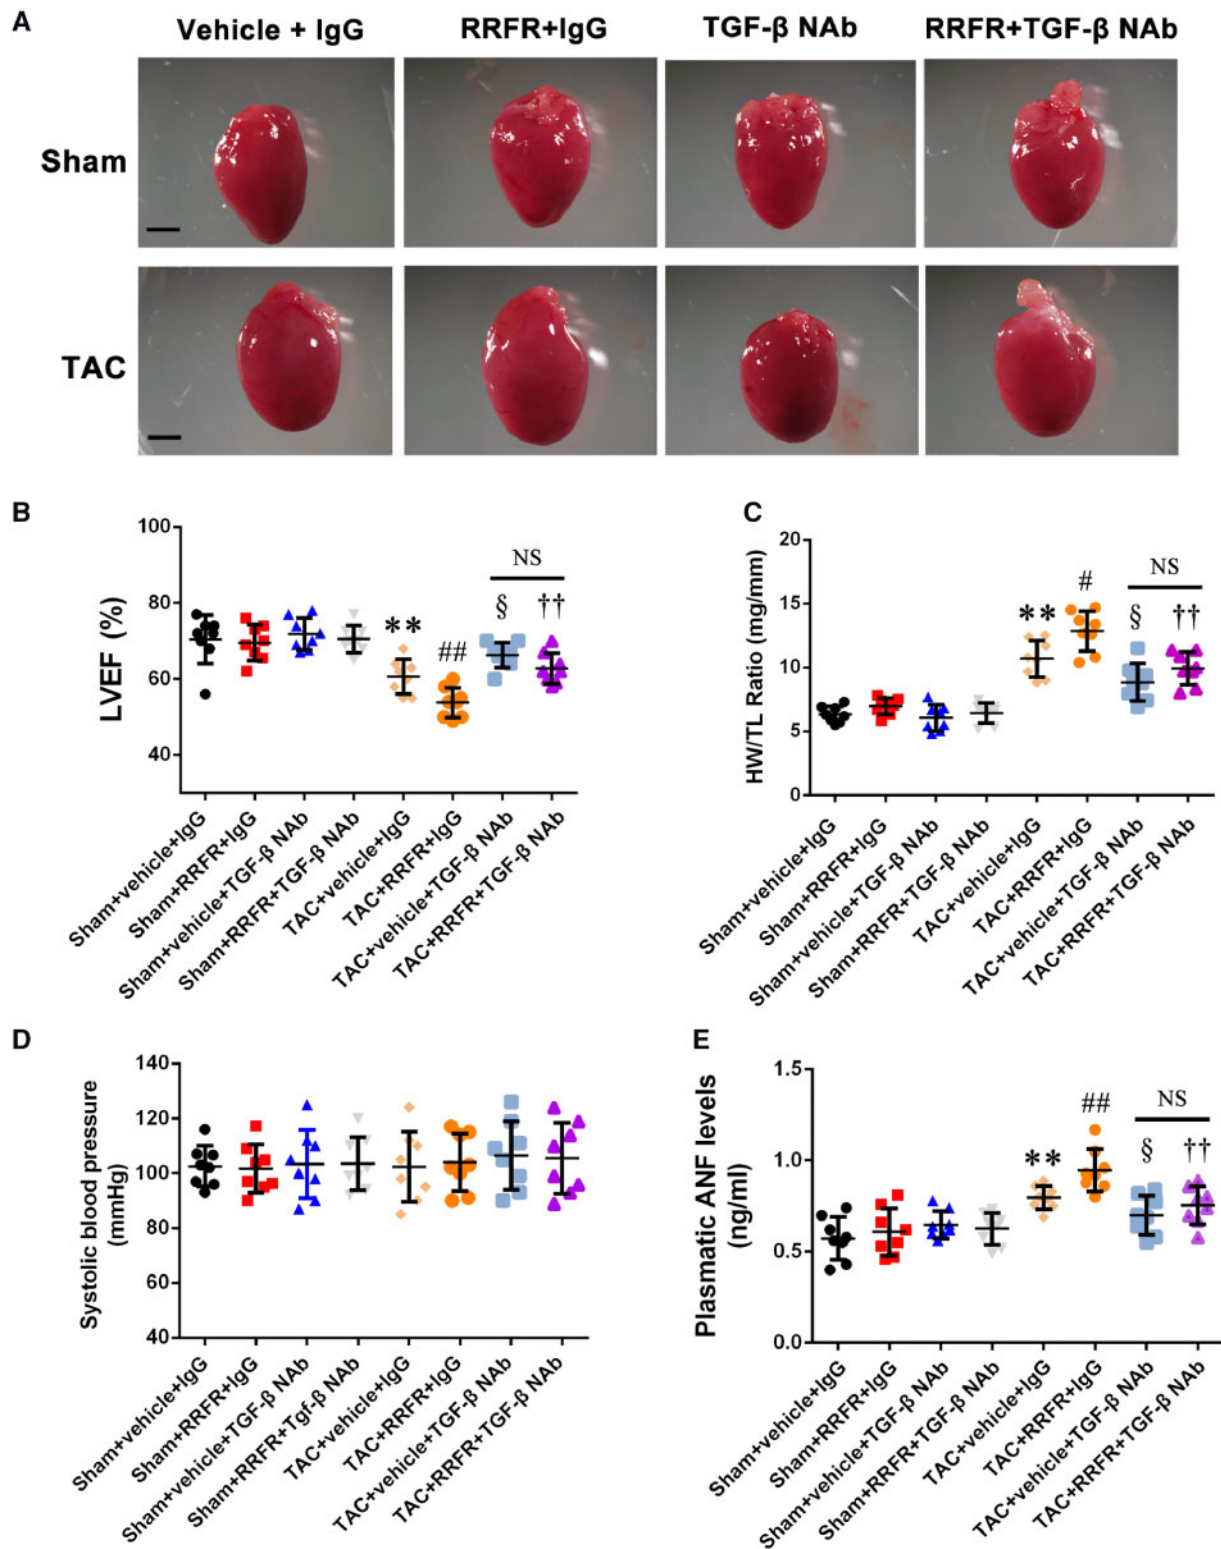 A
Vehicle + IgG
RRFR+IgG
TGF-β NAb
RRFR+TGF-β NAb
Sham
TAC
B
LVEF (%)
100
80
60
40
**
##
NS
§
††
Sham+vehicle+IgG
Sham+RRFR+IgG
Sham+vehicle+TGF-β NAb
Sham+RRFR+TGF-β NAb
TAC+vehicle+IgG
TAC+RRFR+IgG
TAC+vehicle+TGF-β NAb
TAC+RRFR+TGF-β NAb
C
HW/TL Ratio (mg/mm)
20
15
10
5
0
**
#
NS
§
††
Sham+vehicle+IgG
Sham+RRFR+IgG
Sham+vehicle+TGF-β NAb
Sham+RRFR+TGF-β NAb
TAC+vehicle+IgG
TAC+RRFR+IgG
TAC+vehicle+TGF-β NAb
TAC+RRFR+TGF-β NAb
D
Systolic blood pressure
(mmHg)
140
120
100
80
60
40
Sham+vehicle+IgG
Sham+RRFR+IgG
Sham+vehicle+TGF-β NAb
Sham+RRFR+Tgf-β NAb
TAC+vehicle+IgG
TAC+RRFR+IgG
TAC+vehicle+TGF-β NAb
TAC+RRFR+TGF-β NAb
E
Plasmatic ANF levels
(ng/ml)
1.5
1.0
0.5
0.0
**
##
NS
§
††
Sham+vehicle+IgG
Sham+RRFR+IgG
Sham+vehicle+TGF-β NAb
Sham+RRFR+TGF-β NAb
TAC+vehicle+IgG
TAC+RRFR+IgG
TAC+vehicle+TGF-β NAb
TAC+RRFR+TGF-β NAb